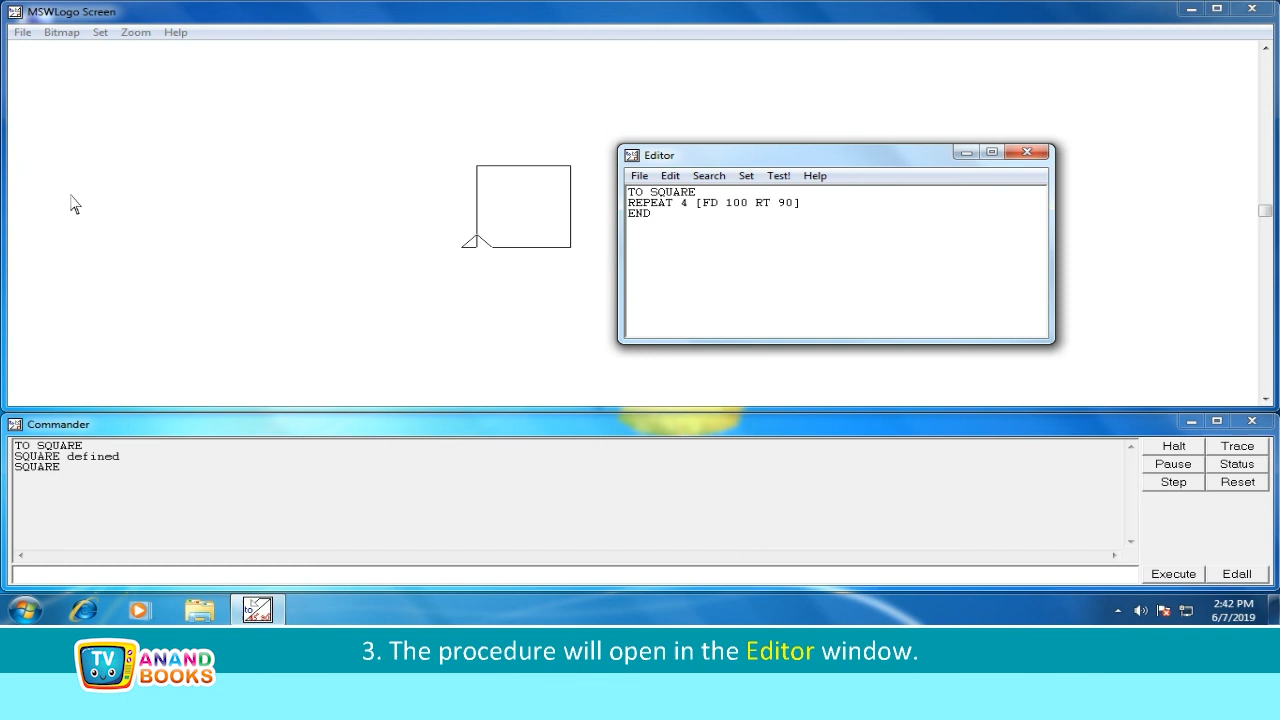 MSWLogo Screen
File Bitmap Set Zoom Help
Editor
File Edit Search Set Test! Help
TO SQUARE
REPEAT 4 [FD 100 RT 90]
END
Commander
TO SQUARE
SQUARE defined
SQUARE
Halt Trace
Pause Status
Step Reset
Execute Edall
2:42 PM
6/7/2019
3. The procedure will open in the Editor window.
TV ANAND
BOOKS